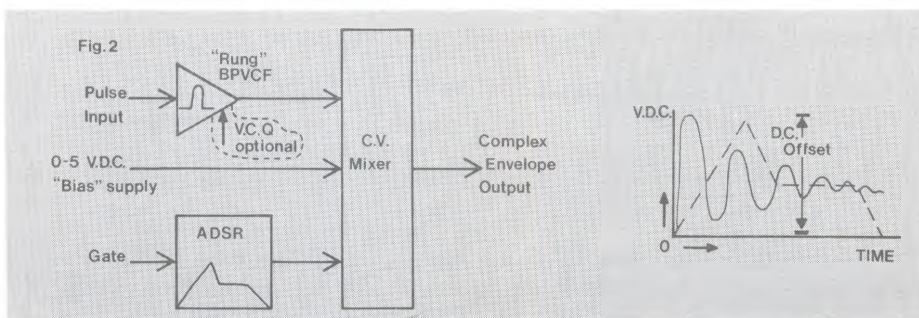 Fig.2
"Rung"
BPVCF
Pulse
Input
V.C.Q
optional
0-5 V.D.C.
"Bias" supply
C.V.
Mixer
Complex
Envelope
Output
ADSR
Gate
V.D.C.
D.C.
Offset
O
TIME